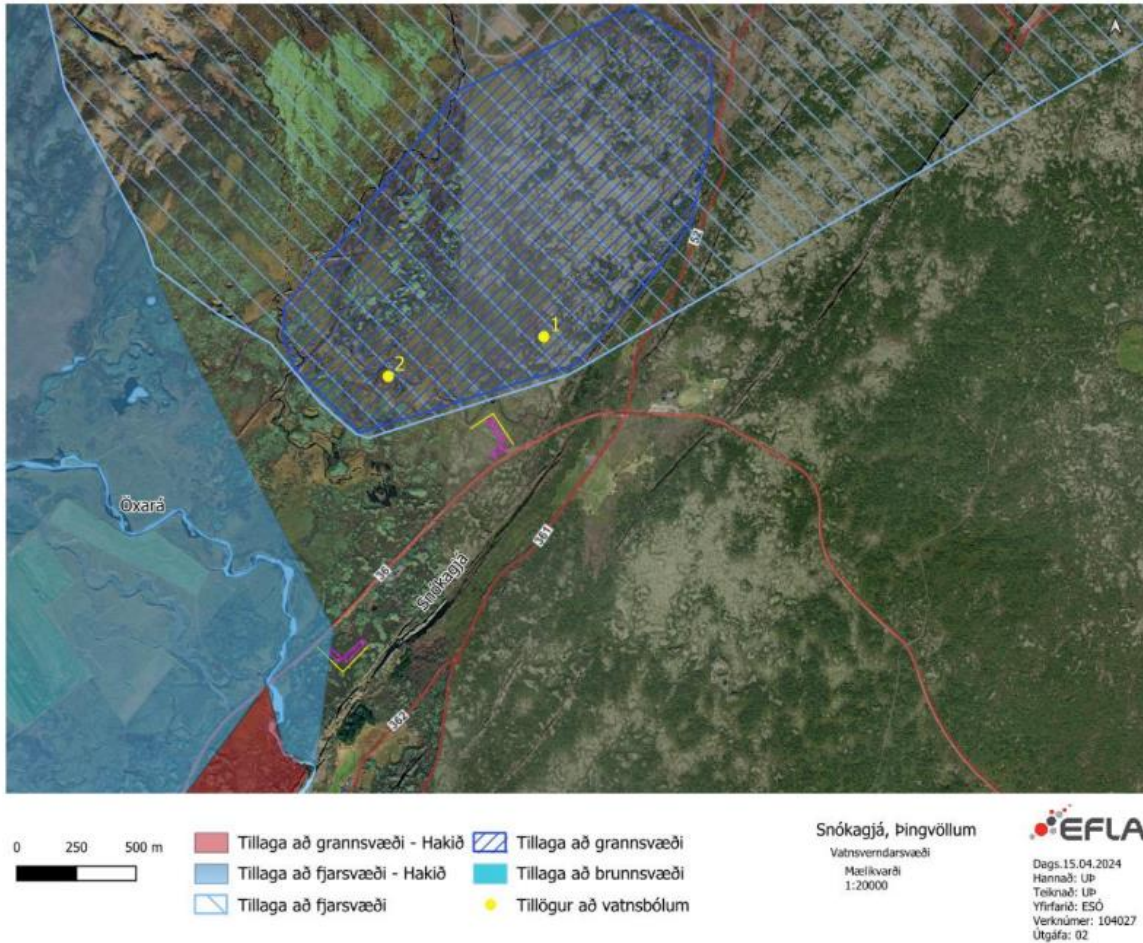 52
1
2
Öxará
36
Snókagjá
361
362
0 250 500 m
Tillaga að grannsvæði - Hakið
Tillaga að fjarsvæði - Hakið
Tillaga að fjarsvæði
Tillaga að grannsvæði
Tillaga að brunnsvæði
Tillögur að vatnsbólum
Snókagjá, Þingvöllum
Vatnsverndarsvæði
Mælikvarði
1:20000
EFLA
Dags.15.04.2024
Hannað: UÞ
Teiknað: UÞ
Yfirfarið: ESÓ
Verknúmer: 104027
Útgáfa: 02